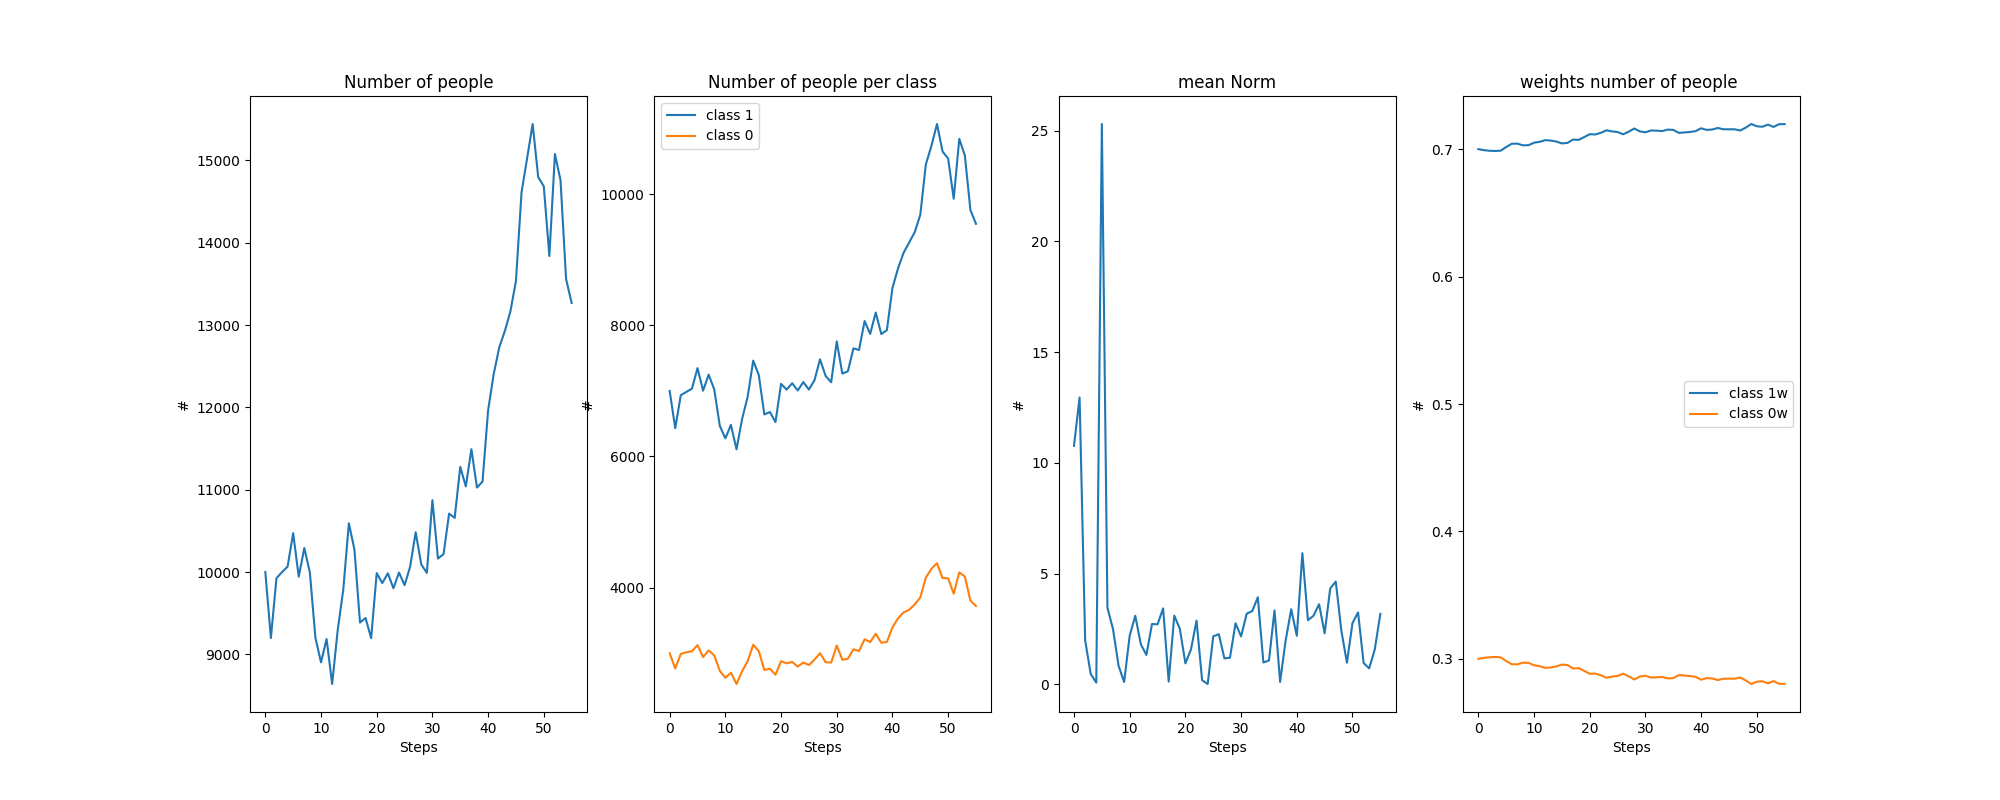 Number of people
15000
14000
13000
12000
11000
10000
9000
#
0 10 20 30 40 50
Steps
Number of people per class
class 1
class 0
10000
8000
6000
4000
#
0 10 20 30 40 50
Steps
mean Norm
25
20
15
10
5
0
#
0 10 20 30 40 50
Steps
weights number of people
0.7
0.6
0.5
0.4
0.3
#
class 1w
class 0w
0 10 20 30 40 50
Steps